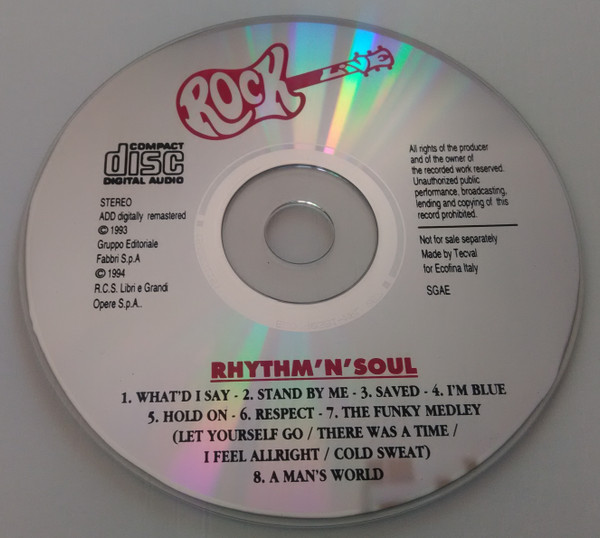 ROCK LIVE
COMPACT
disc
DIGITAL AUDIO
STEREO
ADD digitally remastered
© 1993
Gruppo Editoriale
Fabbri S.p.A
© 1994
R.C.S. Libri e Grandi
Opere S.p.A..
All rights of the producer
and of the owner of
the recorded work reserved.
Unauthorized public
performance, broadcasting,
lending and copying of this
record prohibited.
Not for sale separately
Made by Tecval
for Ecofina Italy
SGAE
RHYTHM'N'SOUL
1. WHAT'D I SAY - 2. STAND BY ME - 3. SAVED - 4. I'M BLUE
5. HOLD ON - 6. RESPECT - 7. THE FUNKY MEDLEY
(LET YOURSELF GO / THERE WAS A TIME /
I FEEL ALLRIGHT / COLD SWEAT)
8. A MAN'S WORLD